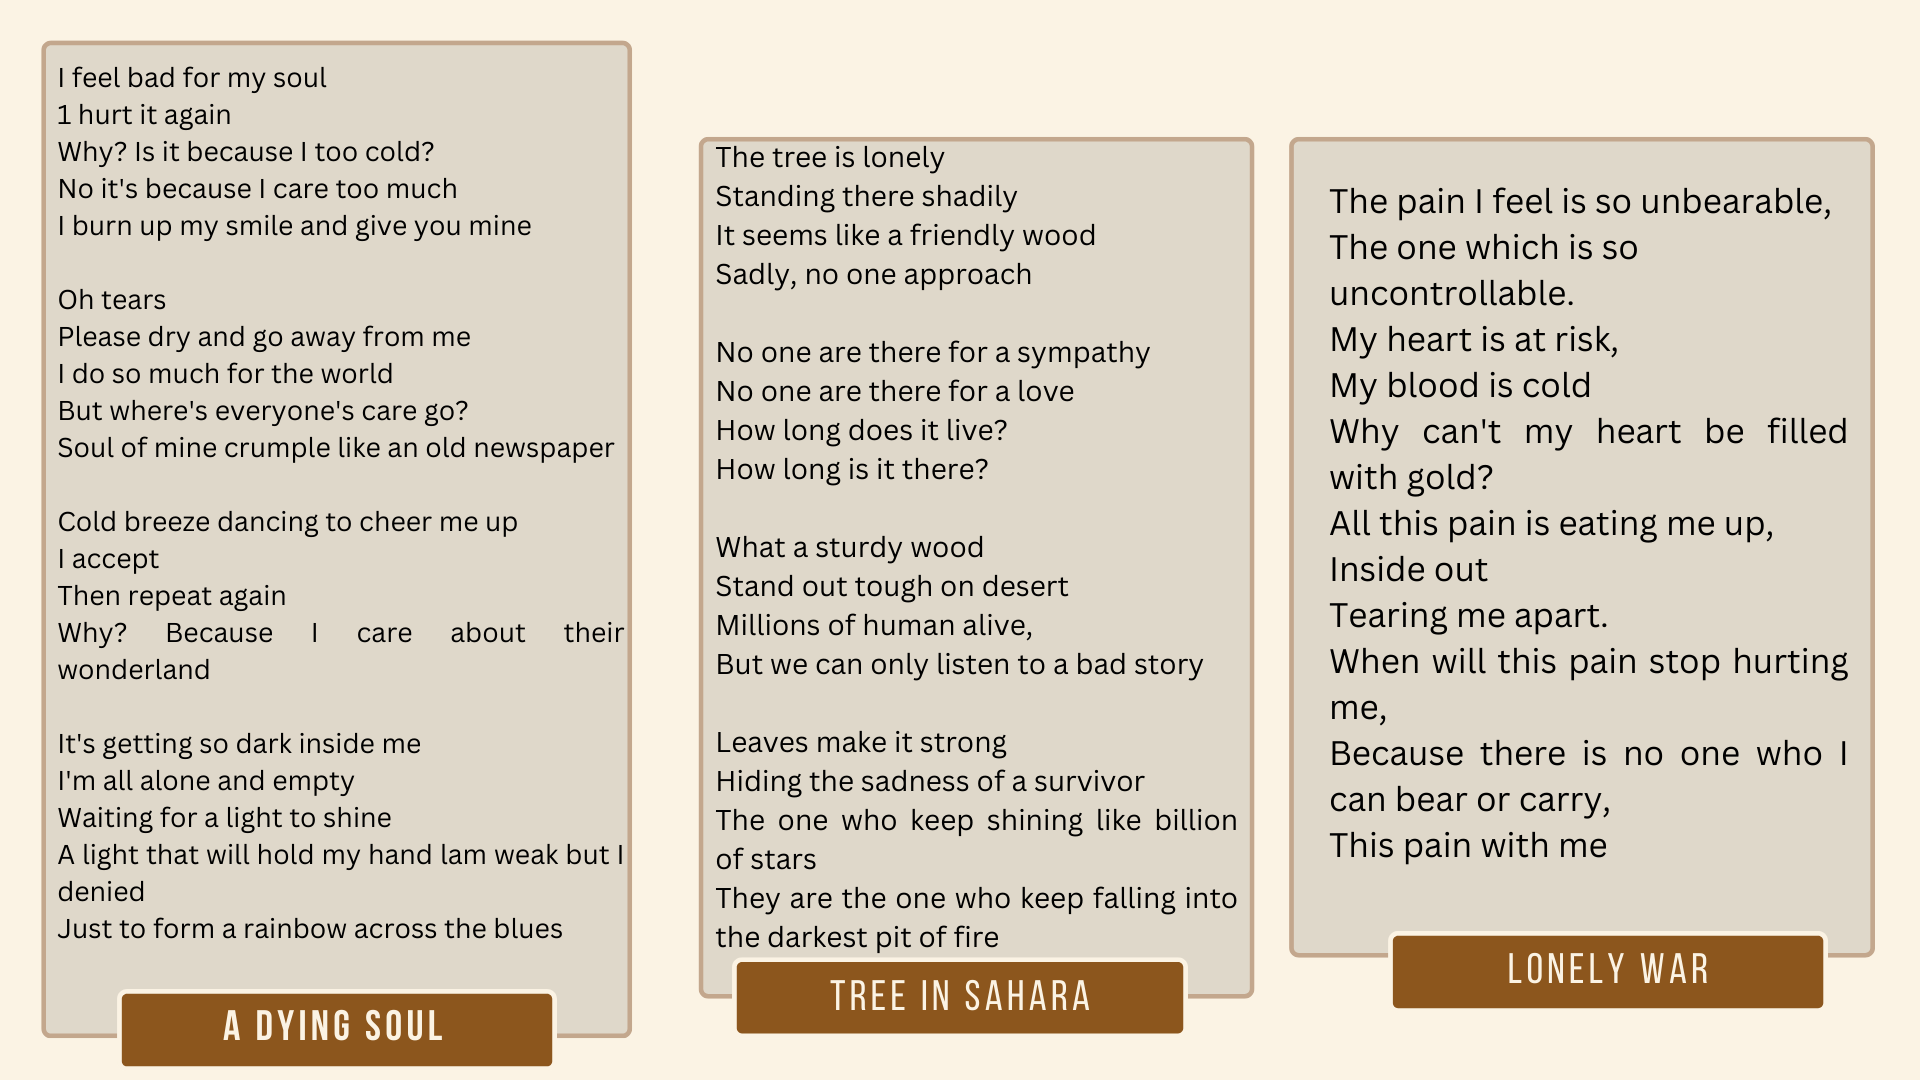 I feel bad for my soul
1 hurt it again
Why? Is it because I too cold?
No it's because I care too much
I burn up my smile and give you mine
Oh tears
Please dry and go away from me
I do so much for the world
But where's everyone's care go?
Soul of mine crumple like an old newspaper
Cold breeze dancing to cheer me up
I accept
Then repeat again
Why? Because I care about their
wonderland
It's getting so dark inside me
I'm all alone and empty
Waiting for a light to shine
A light that will hold my hand lam weak but I
denied
Just to form a rainbow across the blues
A DYING SOUL
The tree is lonely
Standing there shadily
It seems like a friendly wood
Sadly, no one approach
No one are there for a sympathy
No one are there for a love
How long does it live?
How long is it there?
What a sturdy wood
Stand out tough on desert
Millions of human alive,
But we can only listen to a bad story
Leaves make it strong
Hiding the sadness of a survivor
The one who keep shining like billion
of stars
They are the one who keep falling into
the darkest pit of fire
TREE IN SAHARA
The pain I feel is so unbearable,
The one which is so
uncontrollable.
My heart is at risk,
My blood is cold
Why can't my heart be filled
with gold?
All this pain is eating me up,
Inside out
Tearing me apart.
When will this pain stop hurting
me,
Because there is no one who I
can bear or carry,
This pain with me
LONELY WAR